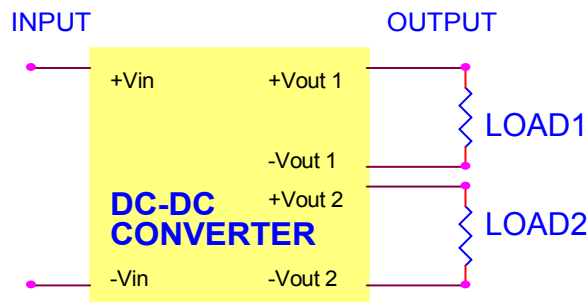 INPUT OUTPUT
+Vin +Vout 1
LOAD1
-Vout 1
+Vout 2
DC-DC
CONVERTER
LOAD2
-Vin -Vout 2